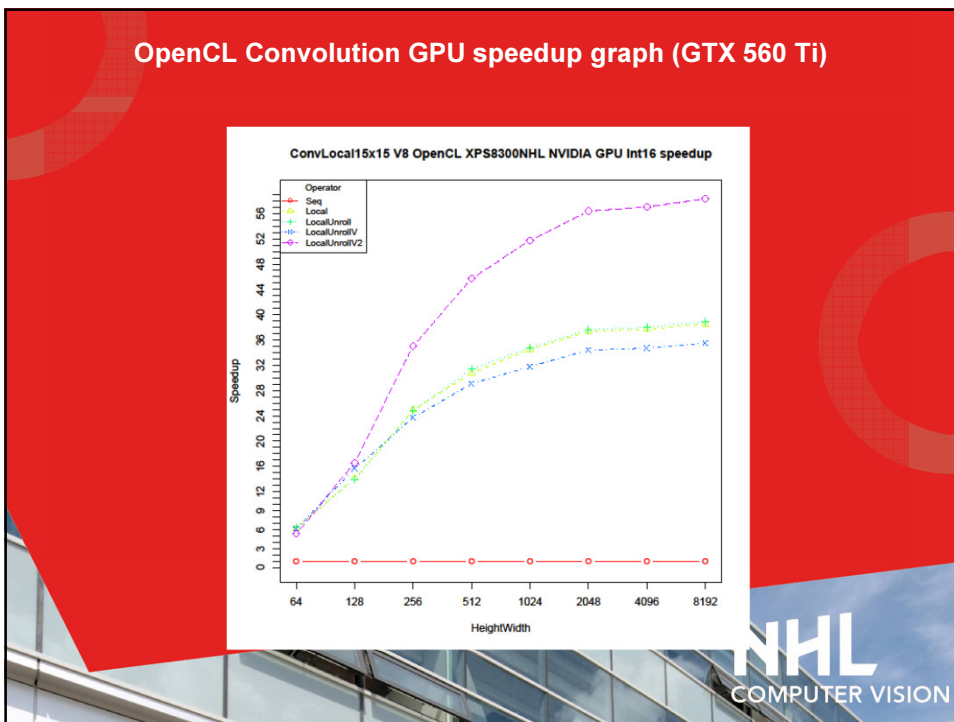 OpenCL Convolution GPU speedup graph (GTX 560 Ti)
ConvLocal15x15 V8 OpenCL XPS8300NHL NVIDIA GPU Int16 speedup
Operator
Seq
Local
LocalUnroll
LocalUnrollV
LocalUnrollV2
Speedup
56
52
48
44
40
36
32
28
24
20
16
12
9
6
3
0
64 128 256 512 1024 2048 4096 8192
HeightWidth
NHL
COMPUTER VISION